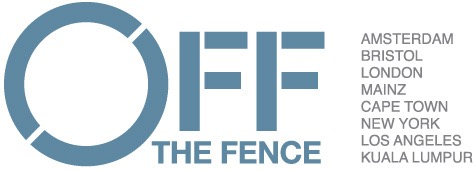 OFF
THE FENCE
AMSTERDAM
BRISTOL
LONDON
MAINZ
CAPE TOWN
NEW YORK
LOS ANGELES
KUALA LUMPUR